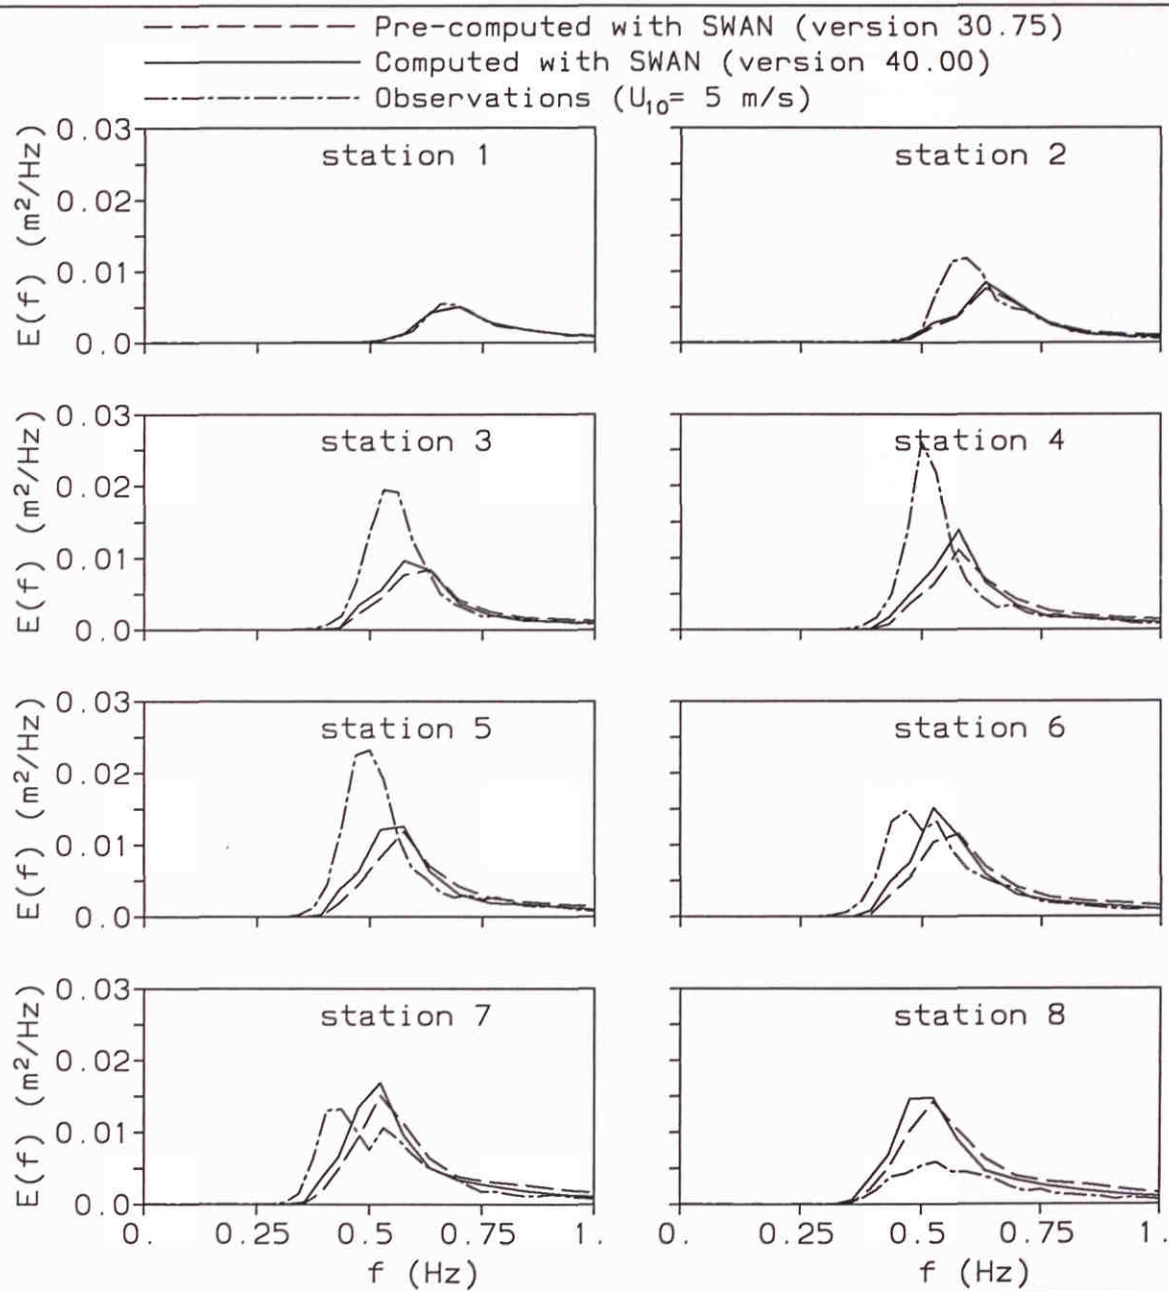 Pre-computed with SWAN (version 30.75)
Computed with SWAN (version 40.00)
Observations (U₁₀= 5 m/s)
station 1
station 2
E(f) (m²/Hz)
0.03
0.02
0.01
0.0
station 3
station 4
E(f) (m²/Hz)
0.03
0.02
0.01
0.0
station 5
station 6
E(f) (m²/Hz)
0.03
0.02
0.01
0.0
station 7
station 8
E(f) (m²/Hz)
0.03
0.02
0.01
0.0
0. 0.25 0.5 0.75 1.
0. 0.25 0.5 0.75 1.
f (Hz)
f (Hz)